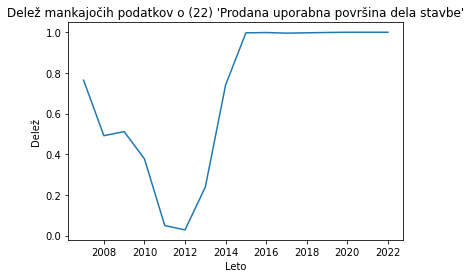 Delež mankajočih podatkov o (22) 'Prodana uporabna površina dela stavbe'
1.0
0.8
0.6
0.4
0.2
0.0
Delež
2008 2010 2012 2014 2016 2018 2020 2022
Leto